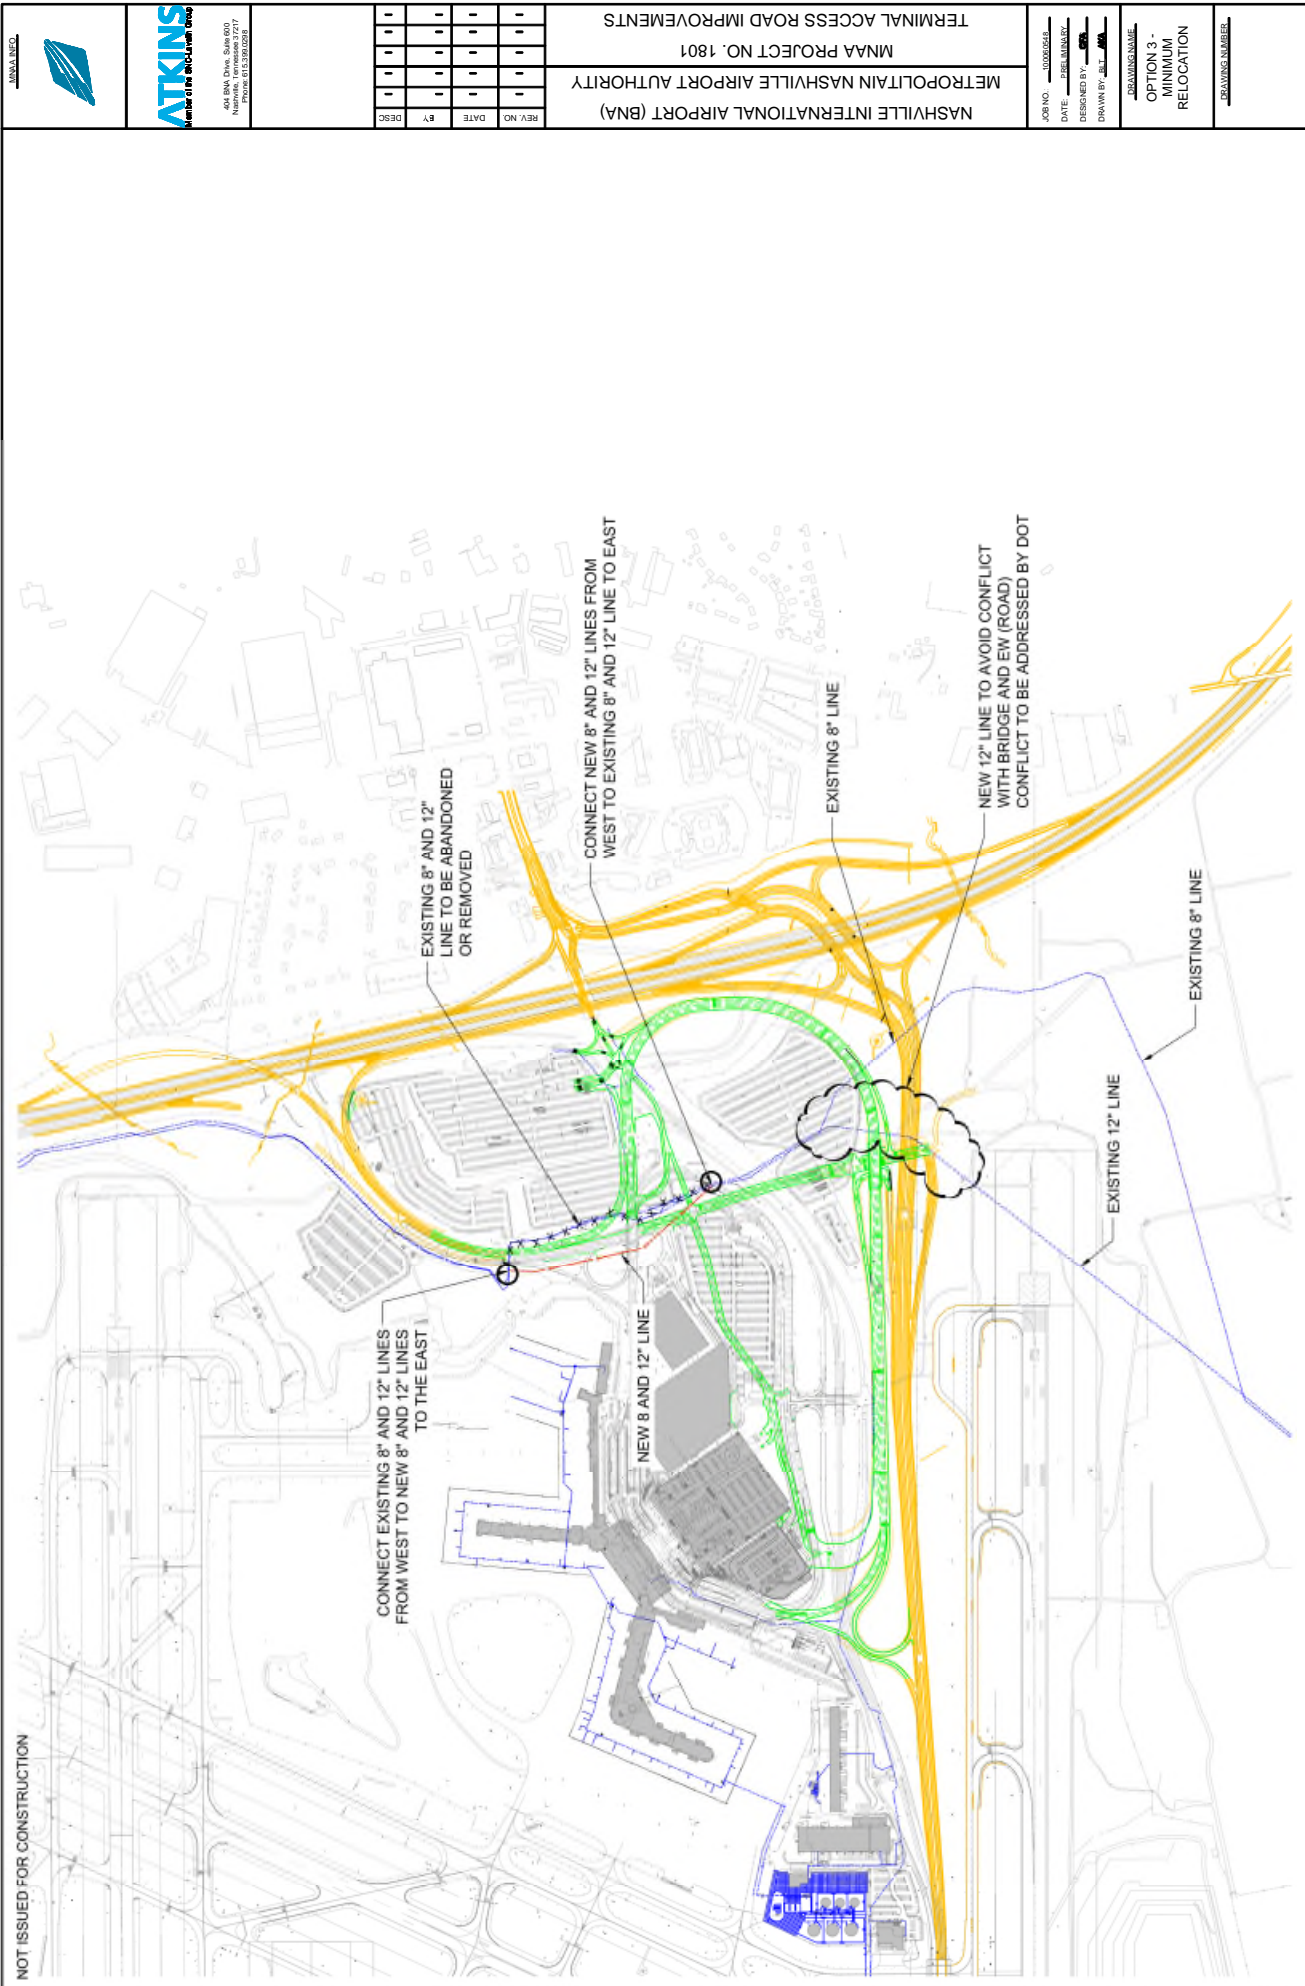 NOT ISSUED FOR CONSTRUCTION
CONNECT EXISTING 8" AND 12" LINES
FROM WEST TO NEW 8" AND 12" LINES
TO THE EAST
EXISTING 8" AND 12"
LINE TO BE ABANDONED
OR REMOVED
CONNECT NEW 8" AND 12" LINES FROM
WEST TO EXISTING 8" AND 12" LINE TO EAST
NEW 8 AND 12" LINE
EXISTING 8" LINE
NEW 12" LINE TO AVOID CONFLICT
WITH BRIDGE AND EW (ROAD)
CONFLICT TO BE ADDRESSED BY DOT
EXISTING 12" LINE
EXISTING 8" LINE
MNAA INFO
ATKINS
Member of the SNC-Lavalin Group
404 BNA Drive, Suite 600
Nashville, Tennessee 37217
Phone: 615.399.0298
REV. NO.
DATE
BY
DESC
NASHVILLE INTERNATIONAL AIRPORT (BNA)
METROPOLITAIN NASHVILLE AIRPORT AUTHORITY
MNAA PROJECT NO. 1801
TERMINAL ACCESS ROAD IMPROVEMENTS
JOB NO. 100060548
DATE: PRELIMINARY
DESIGNED BY:
DRAWN BY: BLT
DRAWING NAME
OPTION 3 -
MINIMUM
RELOCATION
DRAWING NUMBER